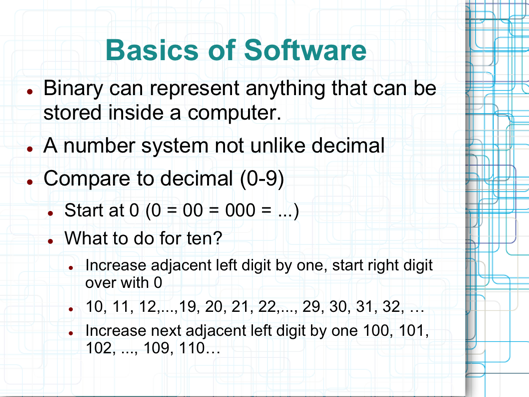 Basics of Software
● Binary can represent anything that can be
stored inside a computer.
● A number system not unlike decimal
● Compare to decimal (0-9)
● Start at 0 (0 = 00 = 000 = ...)
● What to do for ten?
● Increase adjacent left digit by one, start right digit
over with 0
● 10, 11, 12,...,19, 20, 21, 22,..., 29, 30, 31, 32, …
● Increase next adjacent left digit by one 100, 101,
102, ..., 109, 110…